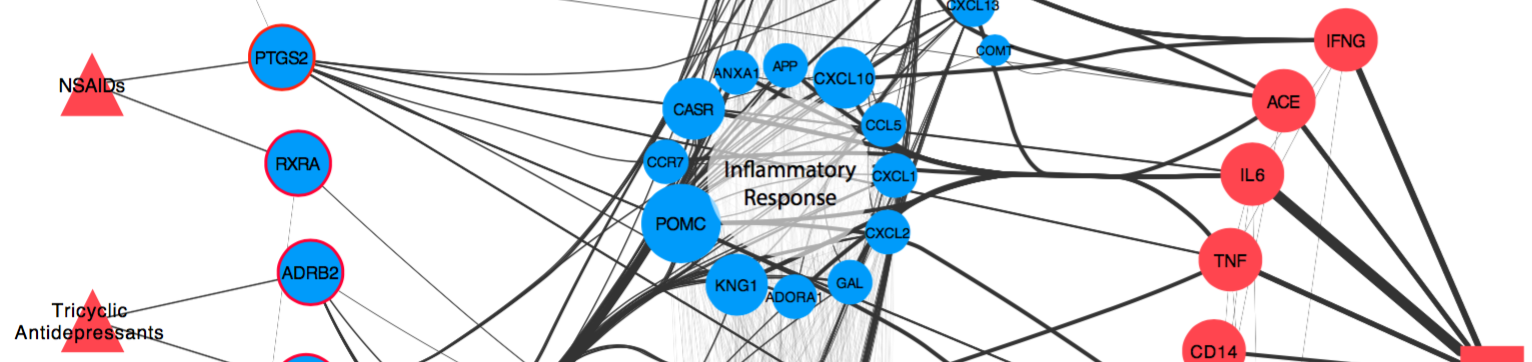 CXCL13
IFNG
PTGS2
COMT
NSAIDs
ANXA1
APP
CXCL10
ACE
CASR
CCL5
RXRA
CCR7
Inflammatory
Response
CXCL1
IL6
POMC
CXCL2
TNF
ADRB2
KNG1
ADORA1
GAL
Tricyclic
Antidepressants
CD14